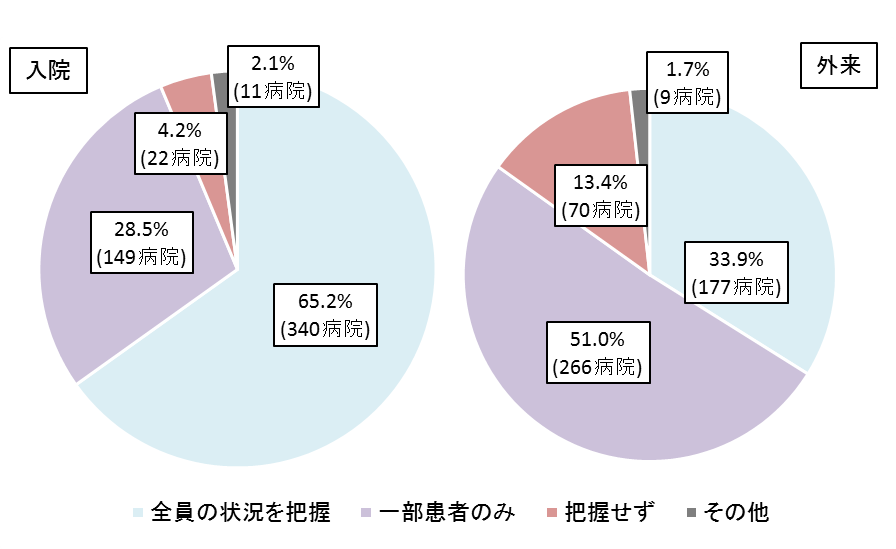 入院
2.1%
(11病院)
4.2%
(22病院)
28.5%
(149病院)
65.2%
(340病院)
外来
1.7%
(9病院)
13.4%
(70病院)
33.9%
(177病院)
51.0%
(266病院)
全員の状況を把握 一部患者のみ 把握せず その他